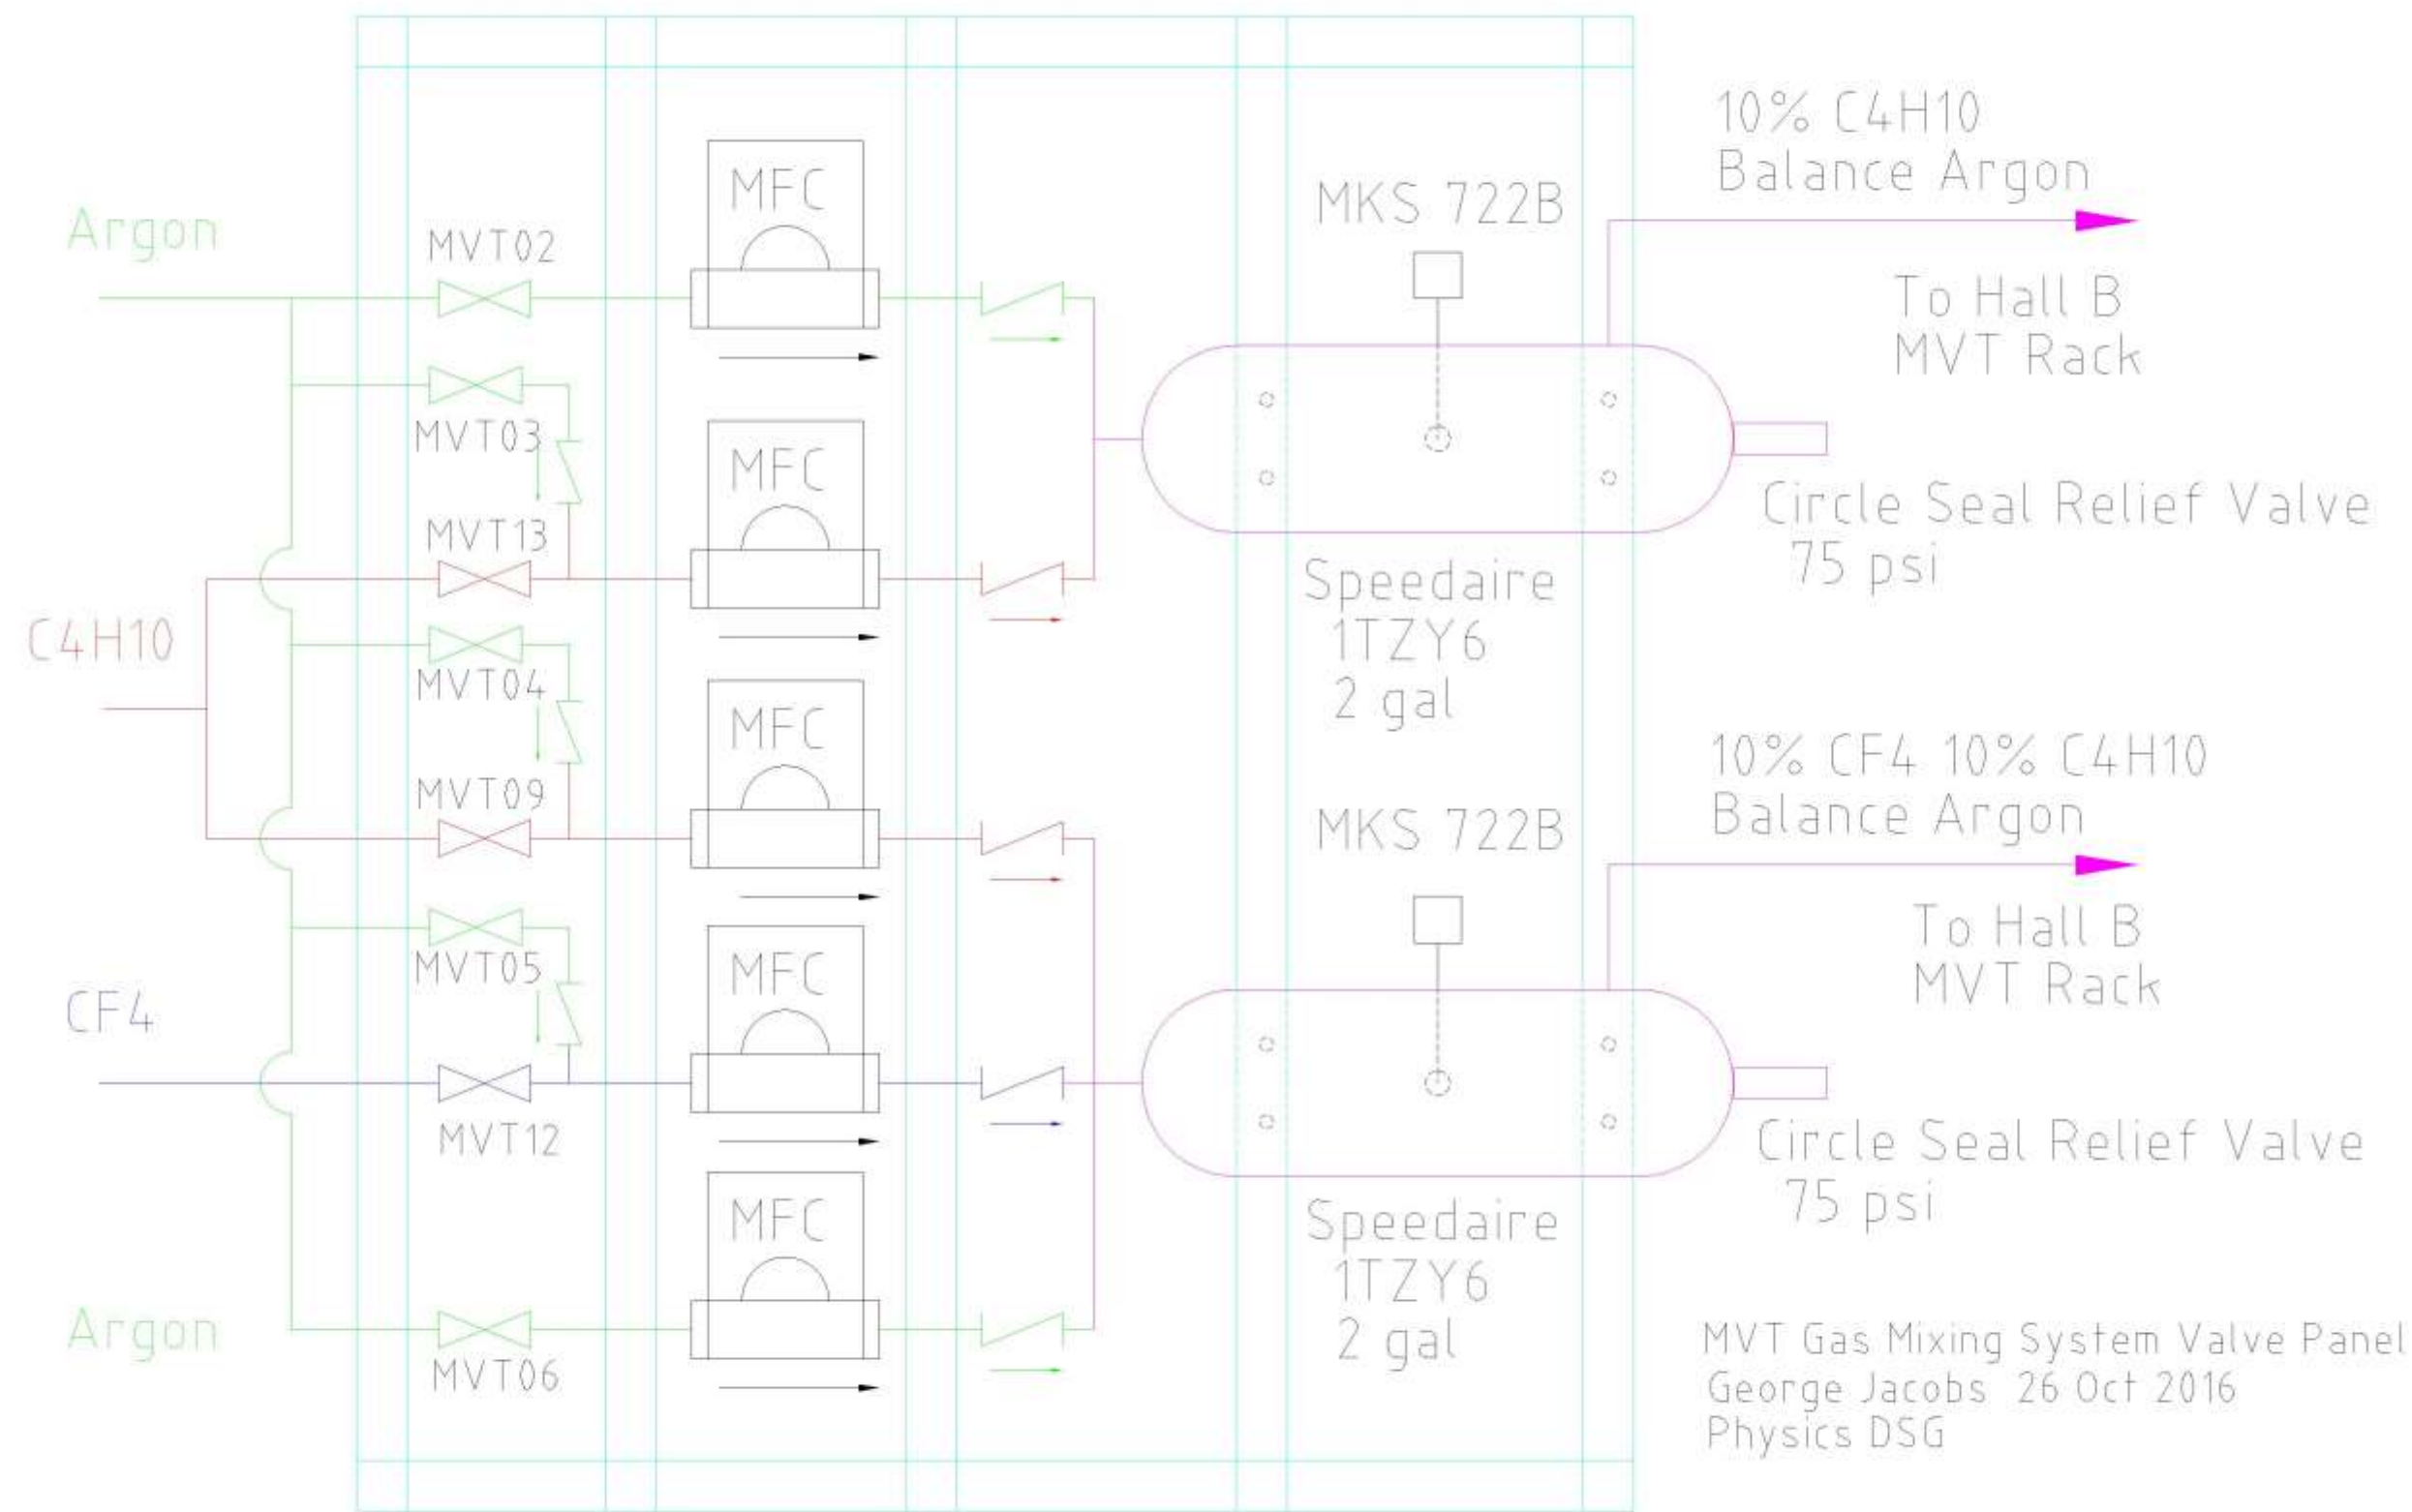 10% C4H10
Balance Argon
MFC
MKS 722B
Argon
MVT02
To Hall B
MVT Rack
MVT03
MFC
Circle Seal Relief Valve
75 psi
MVT13
Speedaire
1TZY6
2 gal
C4H10
MVT04
MFC
10% CF4 10% C4H10
Balance Argon
MVT09
MKS 722B
To Hall B
MVT Rack
MVT05
MFC
CF4
MVT12
Circle Seal Relief Valve
75 psi
MFC
Speedaire
1TZY6
2 gal
Argon
MVT06
MVT Gas Mixing System Valve Panel
George Jacobs 26 Oct 2016
Physics DSG